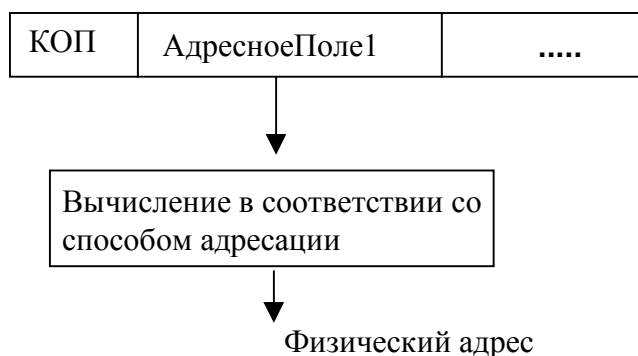 КОП АдресноеПоле1 .....
Вычисление в соответствии со
способом адресации
Физический адрес